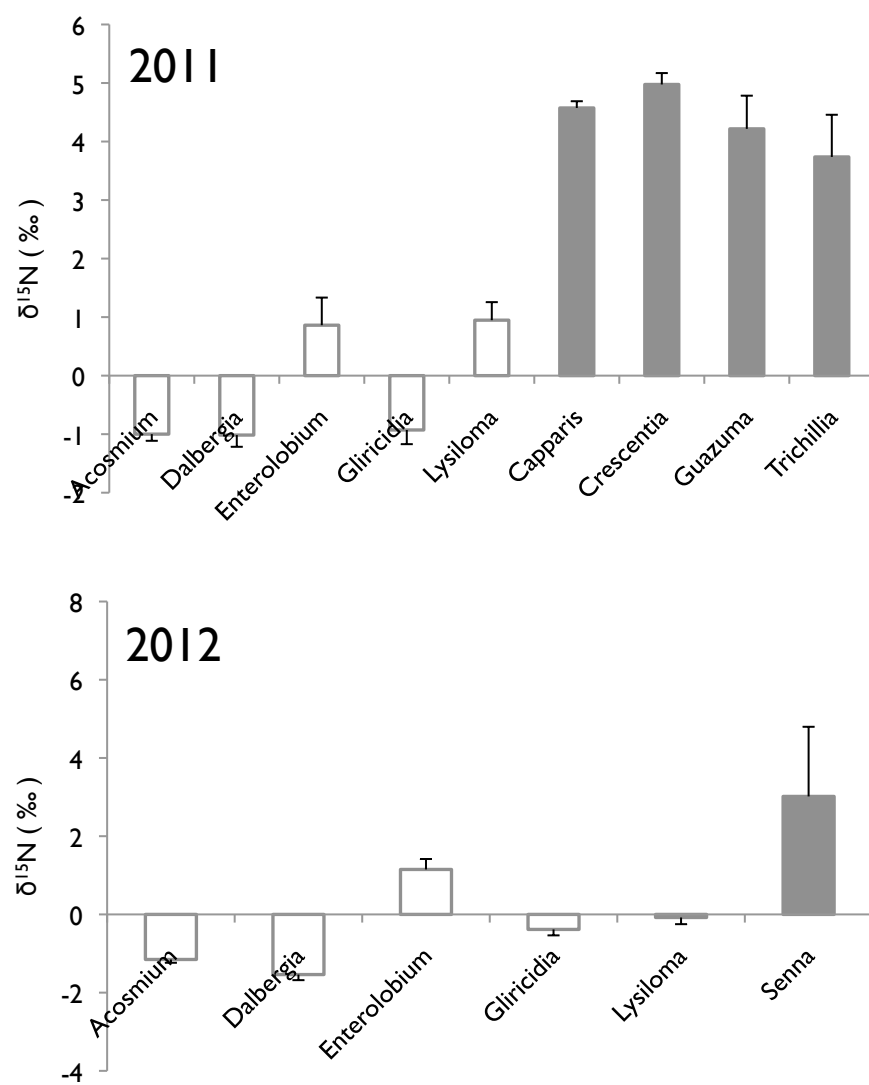 2011
δ¹⁵N ( ‰ )
6
5
4
3
2
1
0
-1
-2
Acosmium
Dalbergia
Enterolobium
Gliricidia
Lysiloma
Capparis
Crescentia
Guazuma
Trichillia
2012
δ¹⁵N ( ‰ )
8
6
4
2
0
-2
-4
Acosmium
Dalbergia
Enterolobium
Gliricidia
Lysiloma
Senna